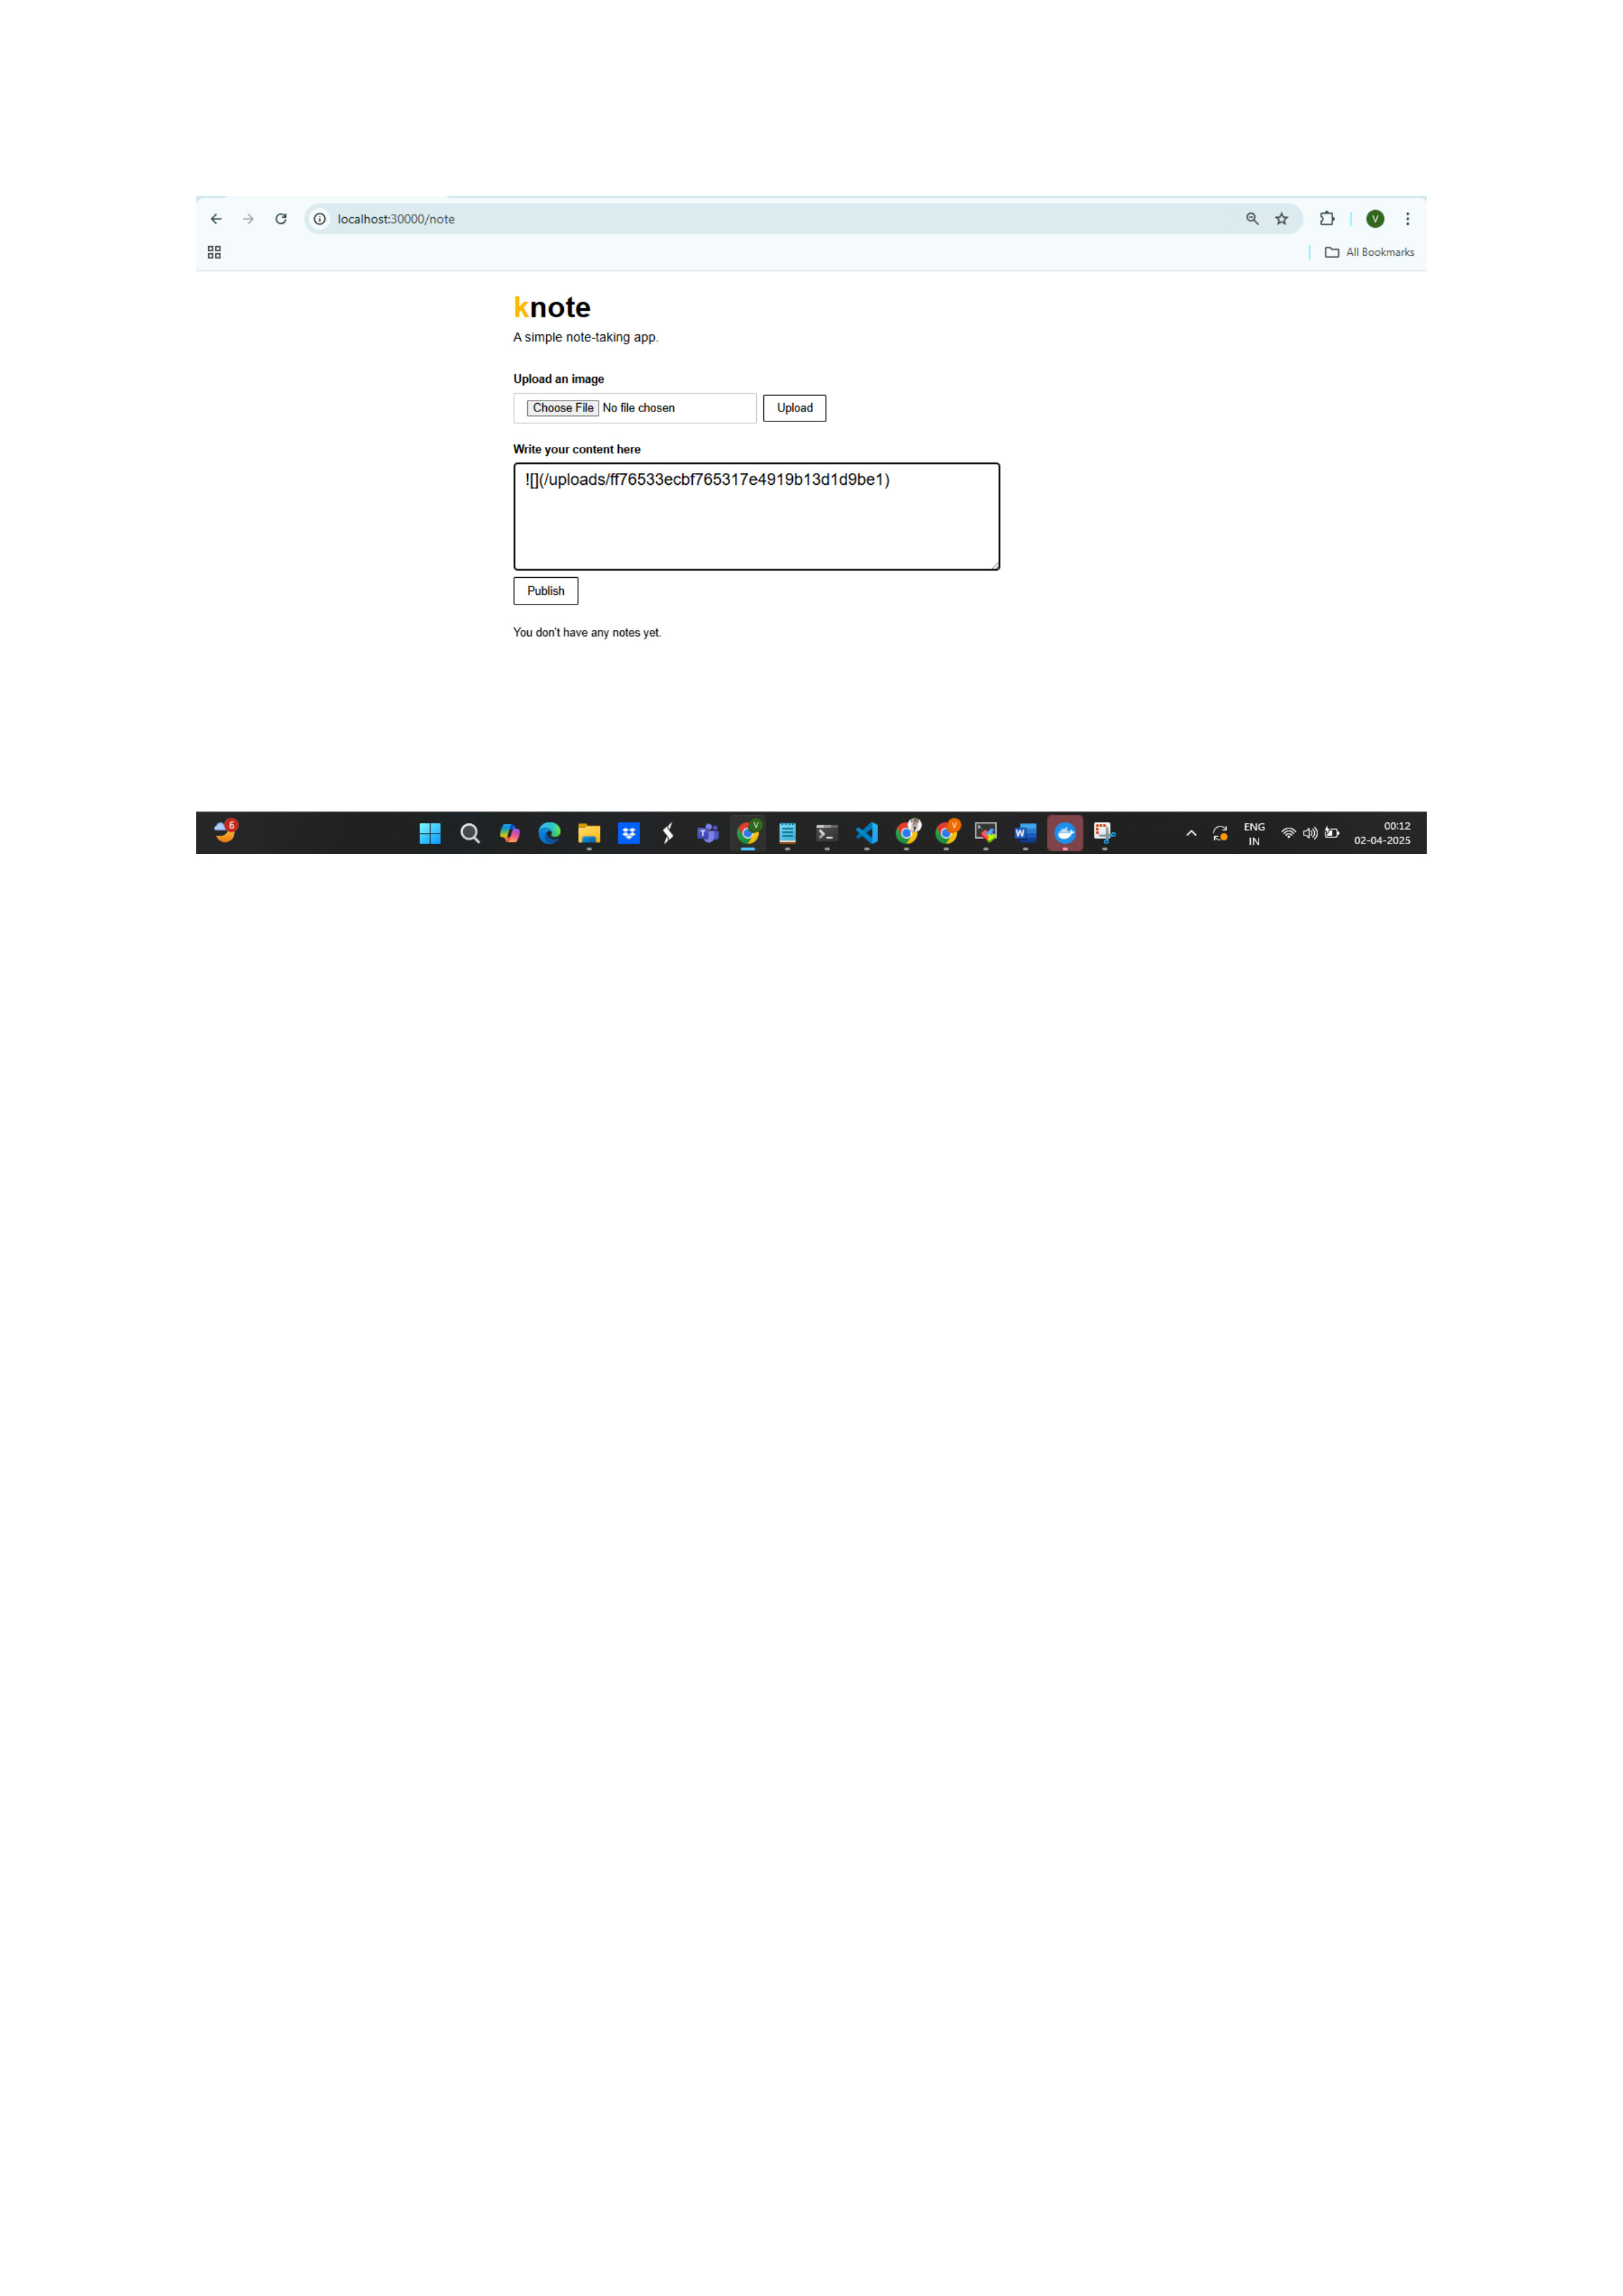 localhost:30000/note
All Bookmarks
knote
A simple note-taking app.
Upload an image
Choose File No file chosen
Upload
Write your content here
![](/uploads/ff76533ecbf765317e4919b13d1d9be1)
Publish
You don't have any notes yet.
6
ENG
IN
00:12
02-04-2025